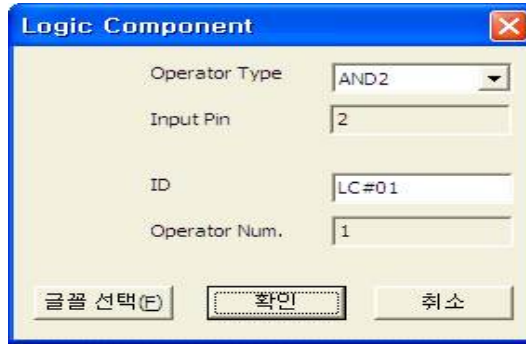 Logic Component
Operator Type AND2
Input Pin 2
ID LC#01
Operator Num. 1
글꼴 선택(F) 확인 취소